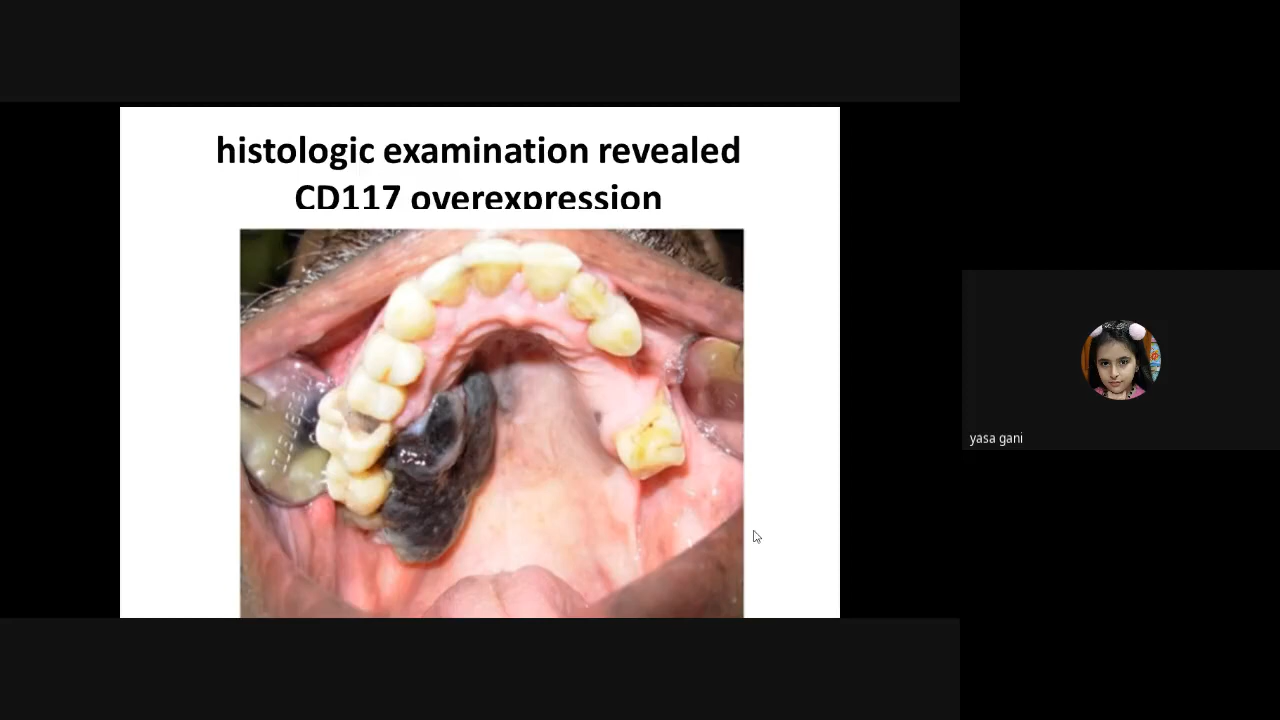 histologic examination revealed
CD117 overexpression
yasa gani